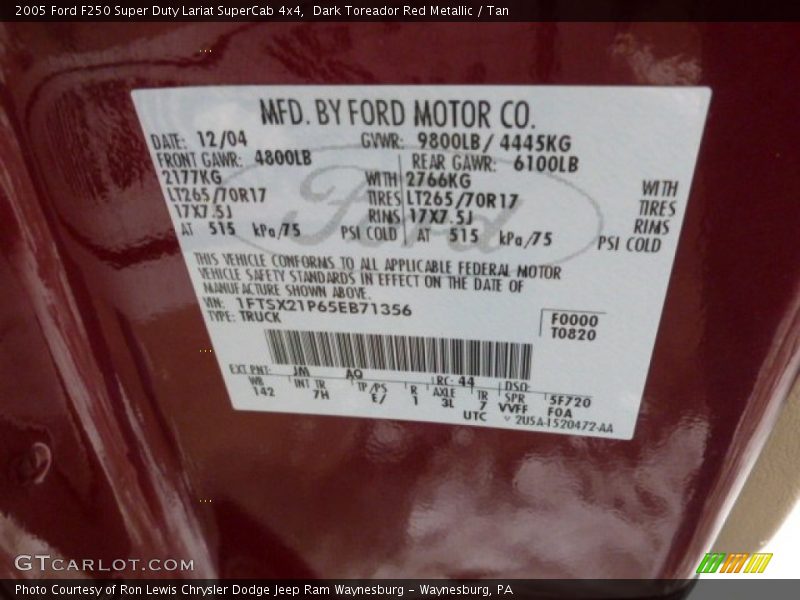 2005 Ford F250 Super Duty Lariat SuperCab 4x4, Dark Toreador Red Metallic / Tan
MFD. BY FORD MOTOR CO.
DATE: 12/04 GVWR: 9800LB/ 4445KG
FRONT GAWR: 4800LB REAR GAWR: 6100LB
2177KG WITH 2766KG WITH
LT265/70R17 TIRES LT265/70R17 TIRES
17X7.5J RIMS 17X7.5J RIMS
AT 515 kPa/75 PSI COLD AT 515 kPa/75 PSI COLD
Ford
THIS VEHICLE CONFORMS TO ALL APPLICABLE FEDERAL MOTOR
VEHICLE SAFETY STANDARDS IN EFFECT ON THE DATE OF
MANUFACTURE SHOWN ABOVE.
VIN: 1FTSX21P65EB71356
TYPE: TRUCK
F0000
T0820
EXT PNT: JM AQ RC: 44 DSO:
WB INT TR TP/PS R AXLE TR SPR 5F720
142 7H E/ 1 3L 7 VVFF F0A
UTC 2U5A-1520472-AA
GTCARLOT.COM
Photo Courtesy of Ron Lewis Chrysler Dodge Jeep Ram Waynesburg - Waynesburg, PA